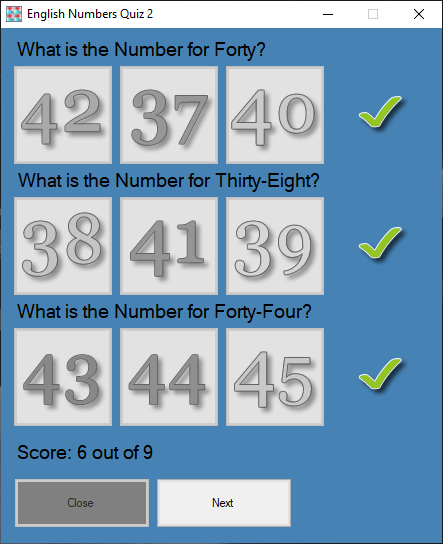 English Numbers Quiz 2
What is the Number for Forty?
42 37 40
What is the Number for Thirty-Eight?
38 41 39
What is the Number for Forty-Four?
43 44 45
Score: 6 out of 9
Close Next